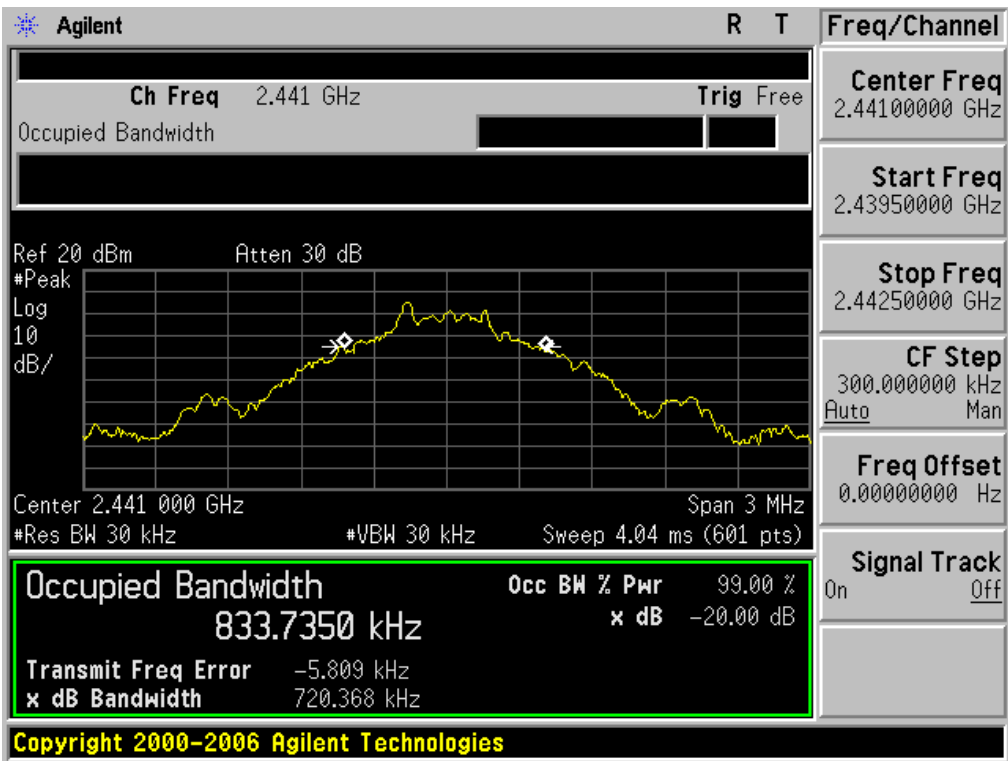 Agilent R T
Ch Freq 2.441 GHz Trig Free
Occupied Bandwidth
Ref 20 dBm Atten 30 dB
#Peak
Log
10
dB/
Center 2.441 000 GHz Span 3 MHz
#Res BW 30 kHz #VBW 30 kHz Sweep 4.04 ms (601 pts)
Occupied Bandwidth
833.7350 kHz
Occ BW % Pwr 99.00 %
x dB -20.00 dB
Transmit Freq Error -5.809 kHz
x dB Bandwidth 720.368 kHz
Copyright 2000-2006 Agilent Technologies
Freq/Channel
Center Freq
2.44100000 GHz
Start Freq
2.43950000 GHz
Stop Freq
2.44250000 GHz
CF Step
300.000000 kHz
Auto Man
Freq Offset
0.00000000 Hz
Signal Track
On Off